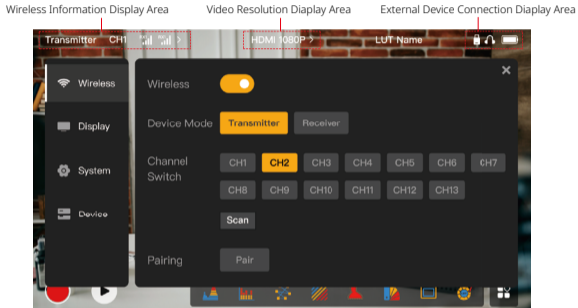 Wireless Information Display Area Video Resolution Display Area External Device Connection Display Area
Transmitter CH1 HDMI 1080P > LUT Name
Wireless
Display
System
Device
Wireless
Device Mode Transmitter Receiver
Channel Switch
CH1 CH2 CH3 CH4 CH5 CH6 CH7
CH8 CH9 CH10 CH11 CH12 CH13
Scan
Pairing Pair